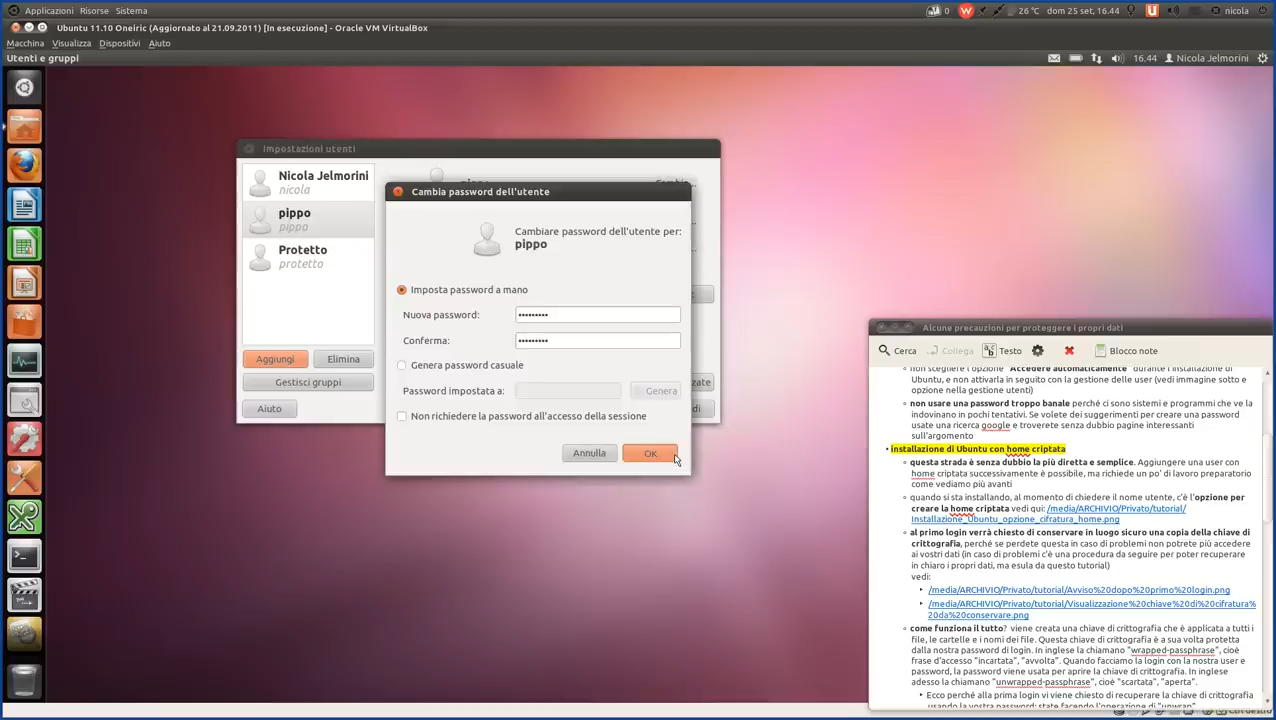 Applicazioni Risorse Sistema
0
W
26 °C
dom 25 set, 16.44
nicola
Ubuntu 11.10 Oneiric (Aggiornato al 21.09.2011) [In esecuzione] - Oracle VM VirtualBox
Macchina Visualizza Dispositivi Aiuto
Utenti e gruppi
16.44
Nicola Jelmorini
Impostazioni utenti
Nicola Jelmorini
nicola
pippo
pippo
Protetto
protetto
Aggiungi
Elimina
Gestisci gruppi
Aiuto
Cambia password dell'utente
Cambiare password dell'utente per:
pippo
Imposta password a mano
Nuova password:
•••••••••
Conferma:
•••••••••
Genera password casuale
Password impostata a:
Genera
Non richiedere la password all'accesso della sessione
Annulla
OK
Alcune precauzioni per proteggere i propri dati
Cerca
Collega
Testo
Blocco note
non scegliere l'opzione "Accedere automaticamente" durante l'installazione di
Ubuntu, e non attivarla in seguito con la gestione delle user (vedi immagine sotto e
opzione nella gestione utenti)
non usare una password troppo banale perché ci sono sistemi e programmi che ve la
indovinano in pochi tentativi. Se volete dei suggerimenti per creare una password
usate una ricerca google e troverete senza dubbio pagine interessanti
sull'argomento
• installazione di Ubuntu con home criptata
questa strada è senza dubbio la più diretta e semplice. Aggiungere una user con
home criptata successivamente è possibile, ma richiede un po' di lavoro preparatorio
come vediamo più avanti
quando si sta installando, al momento di chiedere il nome utente, c'è l'opzione per
creare la home criptata vedi qui: /media/ARCHIVIO/Privato/tutorial/
Installazione_Ubuntu_opzione_cifratura_home.png
al primo login verrà chiesto di conservare in luogo sicuro una copia della chiave di
crittografia, perché se perdete questa in caso di problemi non potrete più accedere
ai vostri dati (in caso di problemi c'è una procedura da seguire per poter recuperare
in chiaro i propri dati, ma esula da questo tutorial)
vedi:
/media/ARCHIVIO/Privato/tutorial/Avviso%20dopo%20primo%20login.png
/media/ARCHIVIO/Privato/tutorial/Visualizzazione%20chiave%20di%20cifratura%
20da%20conservare.png
come funziona il tutto? viene creata una chiave di crittografia che è applicata a tutti i
file, le cartelle e i nomi dei file. Questa chiave di crittografia è a sua volta protetta
dalla nostra password di login. In inglese la chiamano "wrapped-passphrase", cioè
frase d'accesso "incartata", "avvolta". Quando facciamo la login con la nostra user e
password, la password viene usata per aprire la chiave di crittografia. In inglese
adesso la chiamano "unwrapped-passphrase", cioè "scartata", "aperta".
Ecco perché alla prima login vi viene chiesto di recuperare la chiave di crittografia
usando la vostra password: state facendo l'operazione di "unwrap"